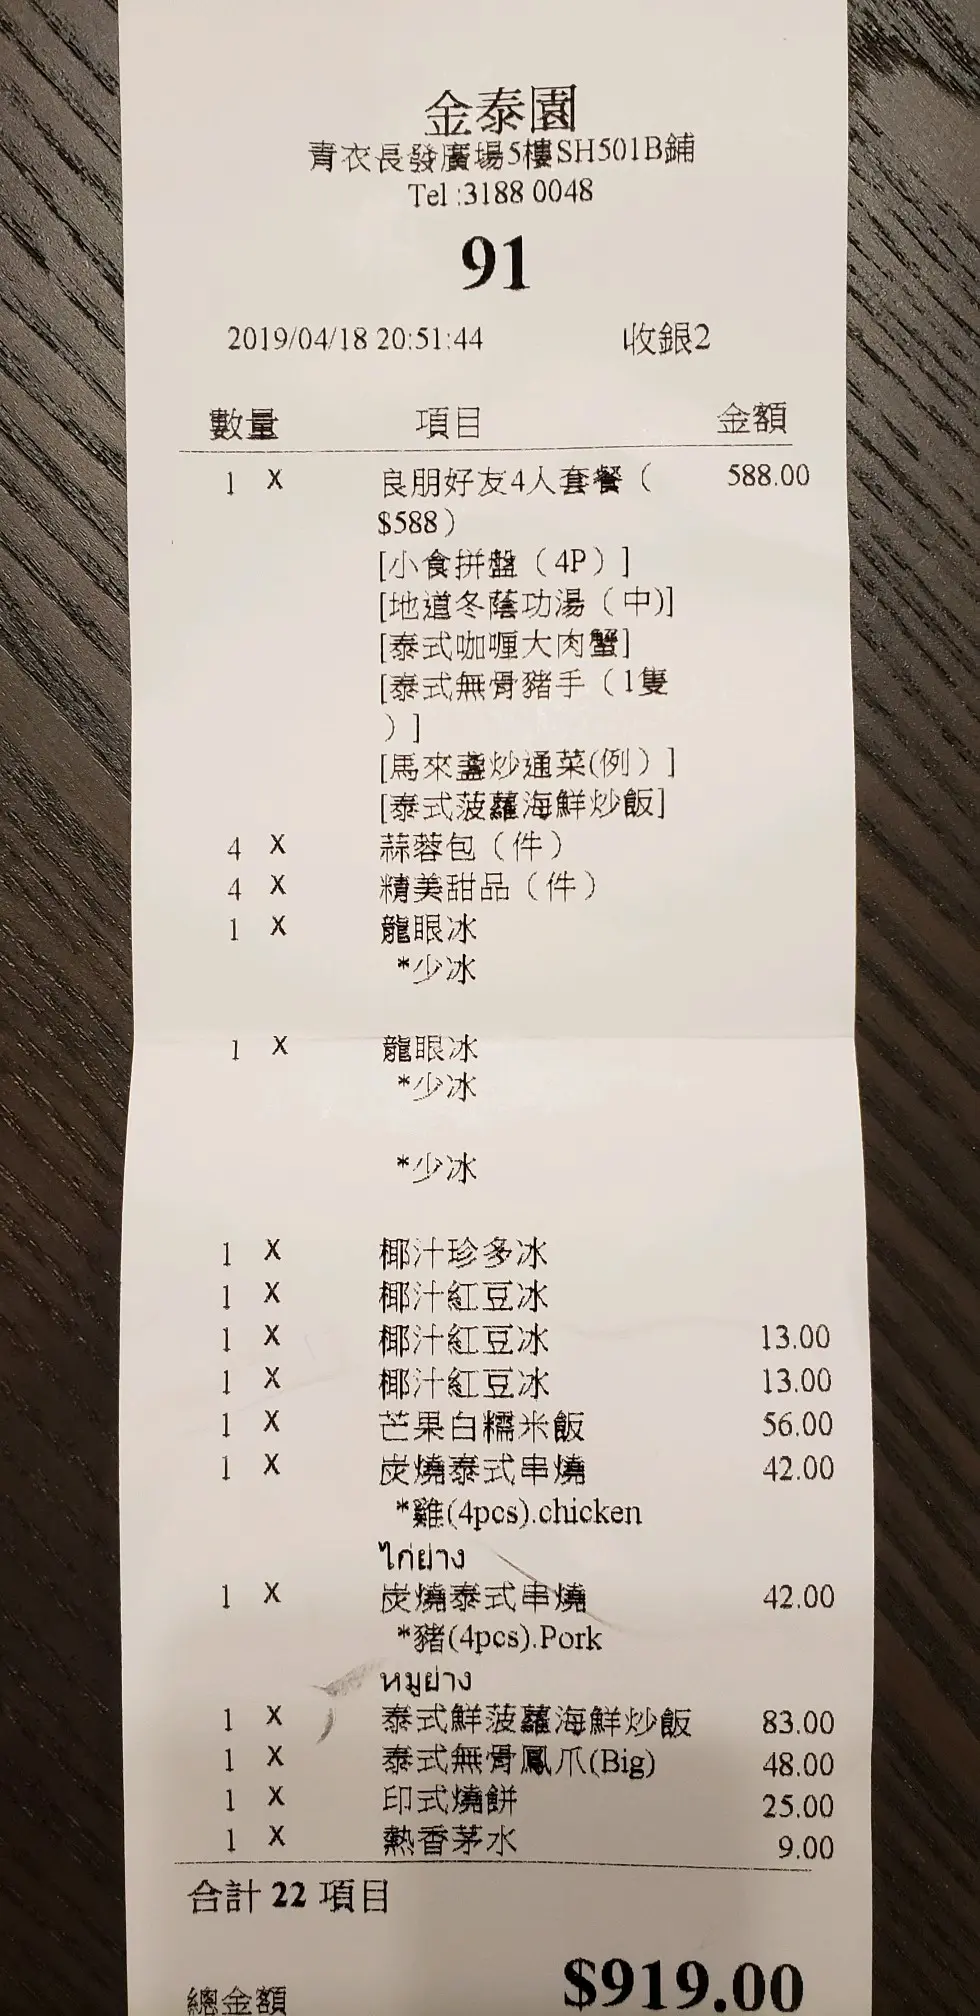 金泰園
青衣長發廣場5樓SH501B鋪
Tel :3188 0048
91
2019/04/18 20:51:44 收銀2
數量 項目 金額
1 X 良朋好友4人套餐（ 588.00
$588）
[小食拼盤（4P）]
[地道冬蔭功湯（中)]
[泰式咖喱大肉蟹]
[泰式無骨豬手（1隻
）]
[馬來盞炒通菜(例）]
[泰式菠蘿海鮮炒飯]
4 X 蒜蓉包（件）
4 X 精美甜品（件）
1 X 龍眼冰
*少冰
1 X 龍眼冰
*少冰
*少冰
1 X 椰汁珍多冰
1 X 椰汁紅豆冰
1 X 椰汁紅豆冰 13.00
1 X 椰汁紅豆冰 13.00
1 X 芒果白糯米飯 56.00
1 X 炭燒泰式串燒 42.00
*雞(4pcs).chicken
ไก่ย่าง
1 X 炭燒泰式串燒 42.00
*豬(4pcs).Pork
หมูย่าง
1 X 泰式鮮菠蘿海鮮炒飯 83.00
1 X 泰式無骨鳳爪(Big) 48.00
1 X 印式燒餅 25.00
1 X 熱香茅水 9.00
合計 22 項目
總金額 $919.00